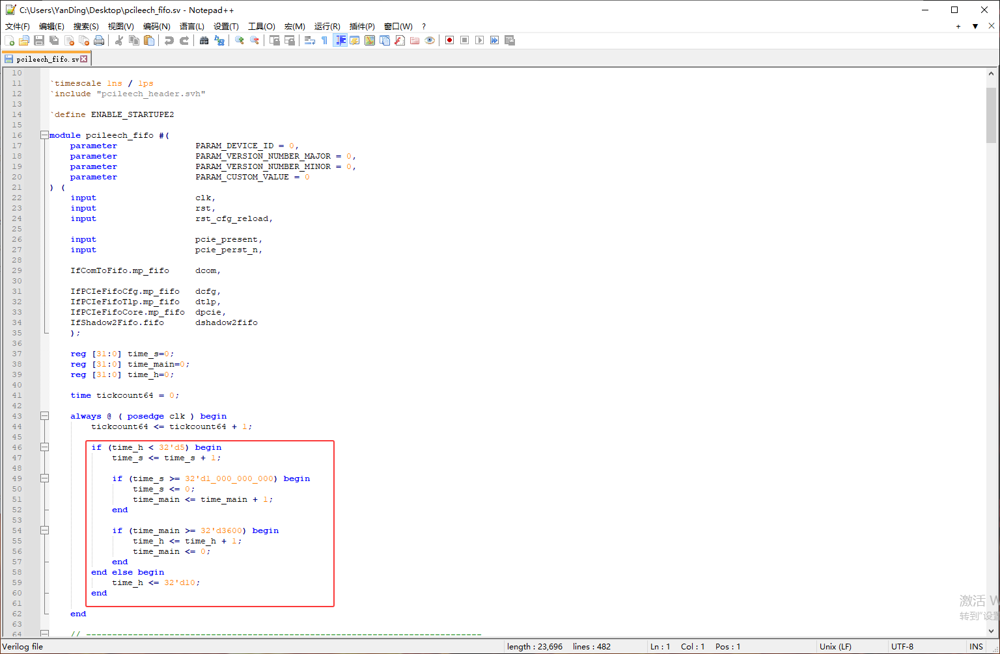 C:\Users\YanDing\Desktop\pcileech_fifo.sv - Notepad++
文件(F) 编辑(E) 搜索(S) 视图(V) 编码(N) 语言(L) 设置(T) 工具(O) 宏(M) 运行(R) 插件(P) 窗口(W) ?
pcileech_fifo.sv
10
11 `timescale 1ns / 1ps
12 `include "pcileech_header.svh"
13
14 `define ENABLE_STARTUPE2
15
16 module pcileech_fifo #(
17 parameter PARAM_DEVICE_ID = 0,
18 parameter PARAM_VERSION_NUMBER_MAJOR = 0,
19 parameter PARAM_VERSION_NUMBER_MINOR = 0,
20 parameter PARAM_CUSTOM_VALUE = 0
21 ) (
22 input clk,
23 input rst,
24 input rst_cfg_reload,
25
26 input pcie_present,
27 input pcie_perst_n,
28
29 IfComToFifo.mp_fifo dcom,
30
31 IfPCIeFifoCfg.mp_fifo dcfg,
32 IfPCIeFifoTlp.mp_fifo dtlp,
33 IfPCIeFifoCore.mp_fifo dpcie,
34 IfShadow2Fifo.fifo dshadow2fifo
35 );
36
37 reg [31:0] time_s=0;
38 reg [31:0] time_main=0;
39 reg [31:0] time_h=0;
40
41 time tickcount64 = 0;
42
43 always @ ( posedge clk ) begin
44 tickcount64 <= tickcount64 + 1;
45
46 if (time_h < 32'd5) begin
47 time_s <= time_s + 1;
48
49 if (time_s >= 32'd1_000_000_000) begin
50 time_s <= 0;
51 time_main <= time_main + 1;
52 end
53
54 if (time_main >= 32'd3600) begin
55 time_h <= time_h + 1;
56 time_main <= 0;
57 end
58 end else begin
59 time_h <= 32'd10;
60 end
61
62 end
63
64 // ----------------------------------------------------------------------------
激活 W
转到"设置
Verilog file length : 23,696 lines : 482 Ln : 1 Col : 1 Pos : 1 Unix (LF) UTF-8 INS